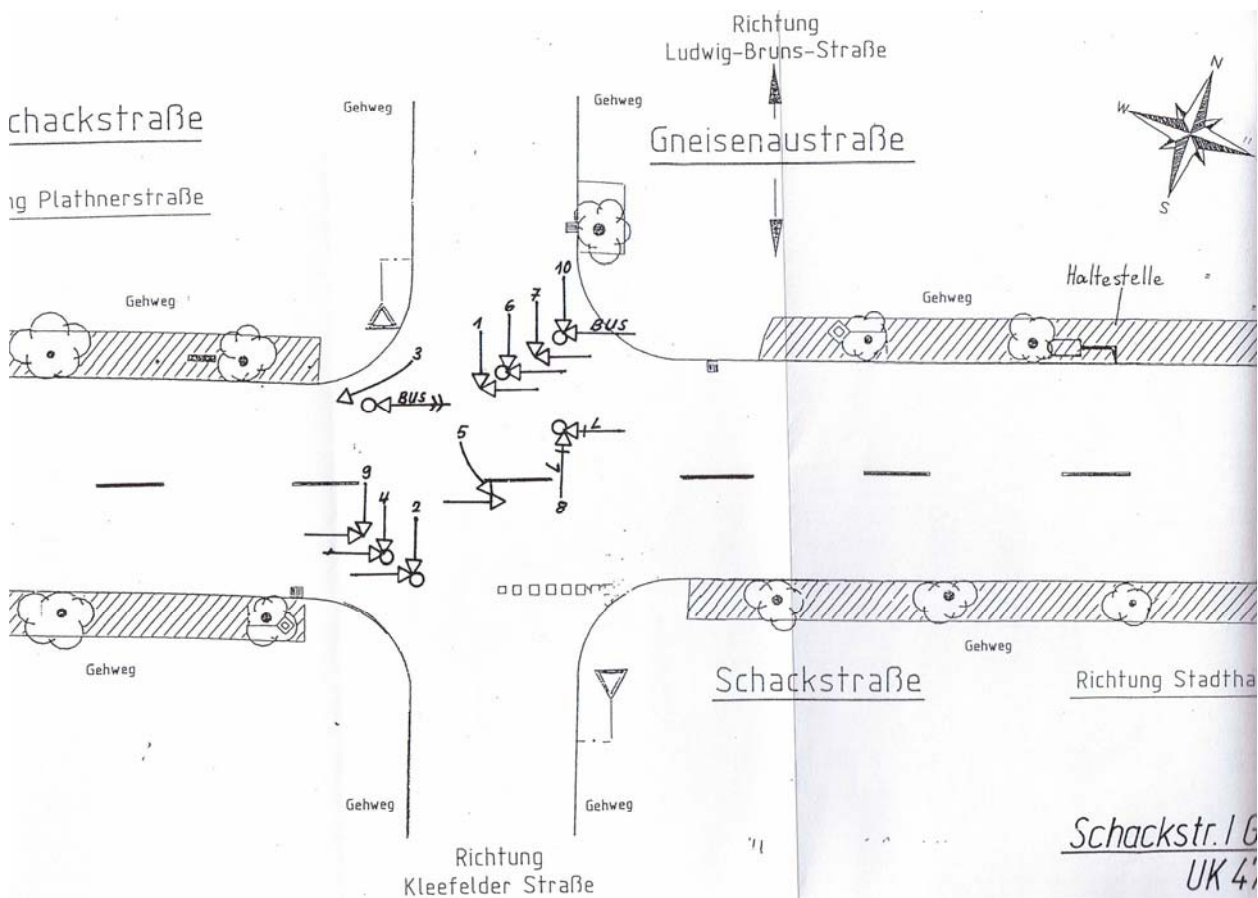 Richtung
Ludwig-Bruns-Straße
Gehweg
Gehweg
chackstraße
Gneisenaustraße
N
W
S
ng Plathnerstraße
Haltestelle
Gehweg
Gehweg
10
7
6
1
BUS
3
BUS
5
L
9
4
2
L
8
Gehweg
Gehweg
Schackstraße
Richtung Stadtha
Gehweg
Gehweg
Schackstr. / G
UK 47
Richtung
Kleefelder Straße